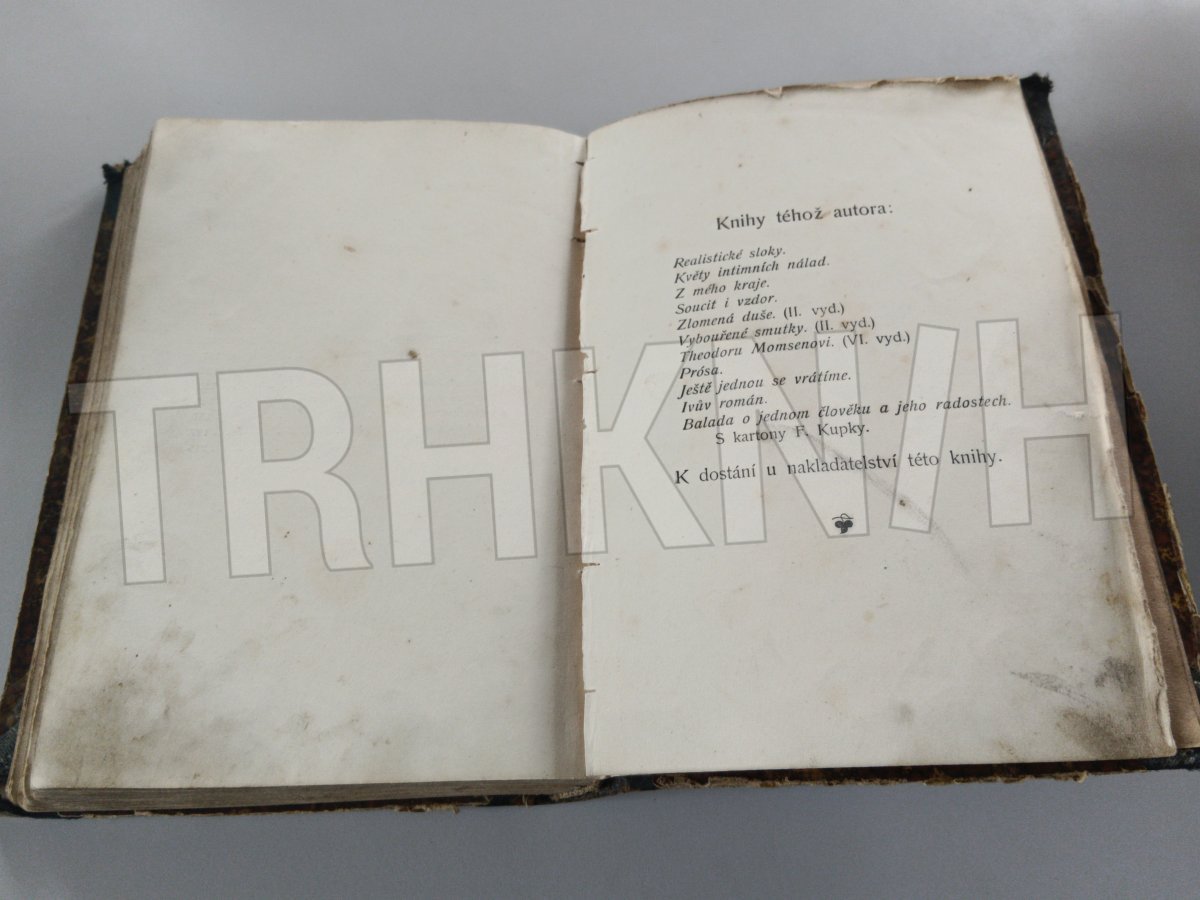 Knihy téhož autora:
Realistické sloky.
Květy intimních nálad.
Z mého kraje.
Soucit i vzdor.
Zlomená duše. (II. vyd.)
Vybouřené smutky. (II. vyd.)
Theodoru Momsenovi. (VI. vyd.)
Prósa.
Ještě jednou se vrátíme.
Ivův román.
Balada o jednom člověku a jeho radostech.
S kartony F. Kupky.
K dostání u nakladatelství této knihy.
TRHKNIH